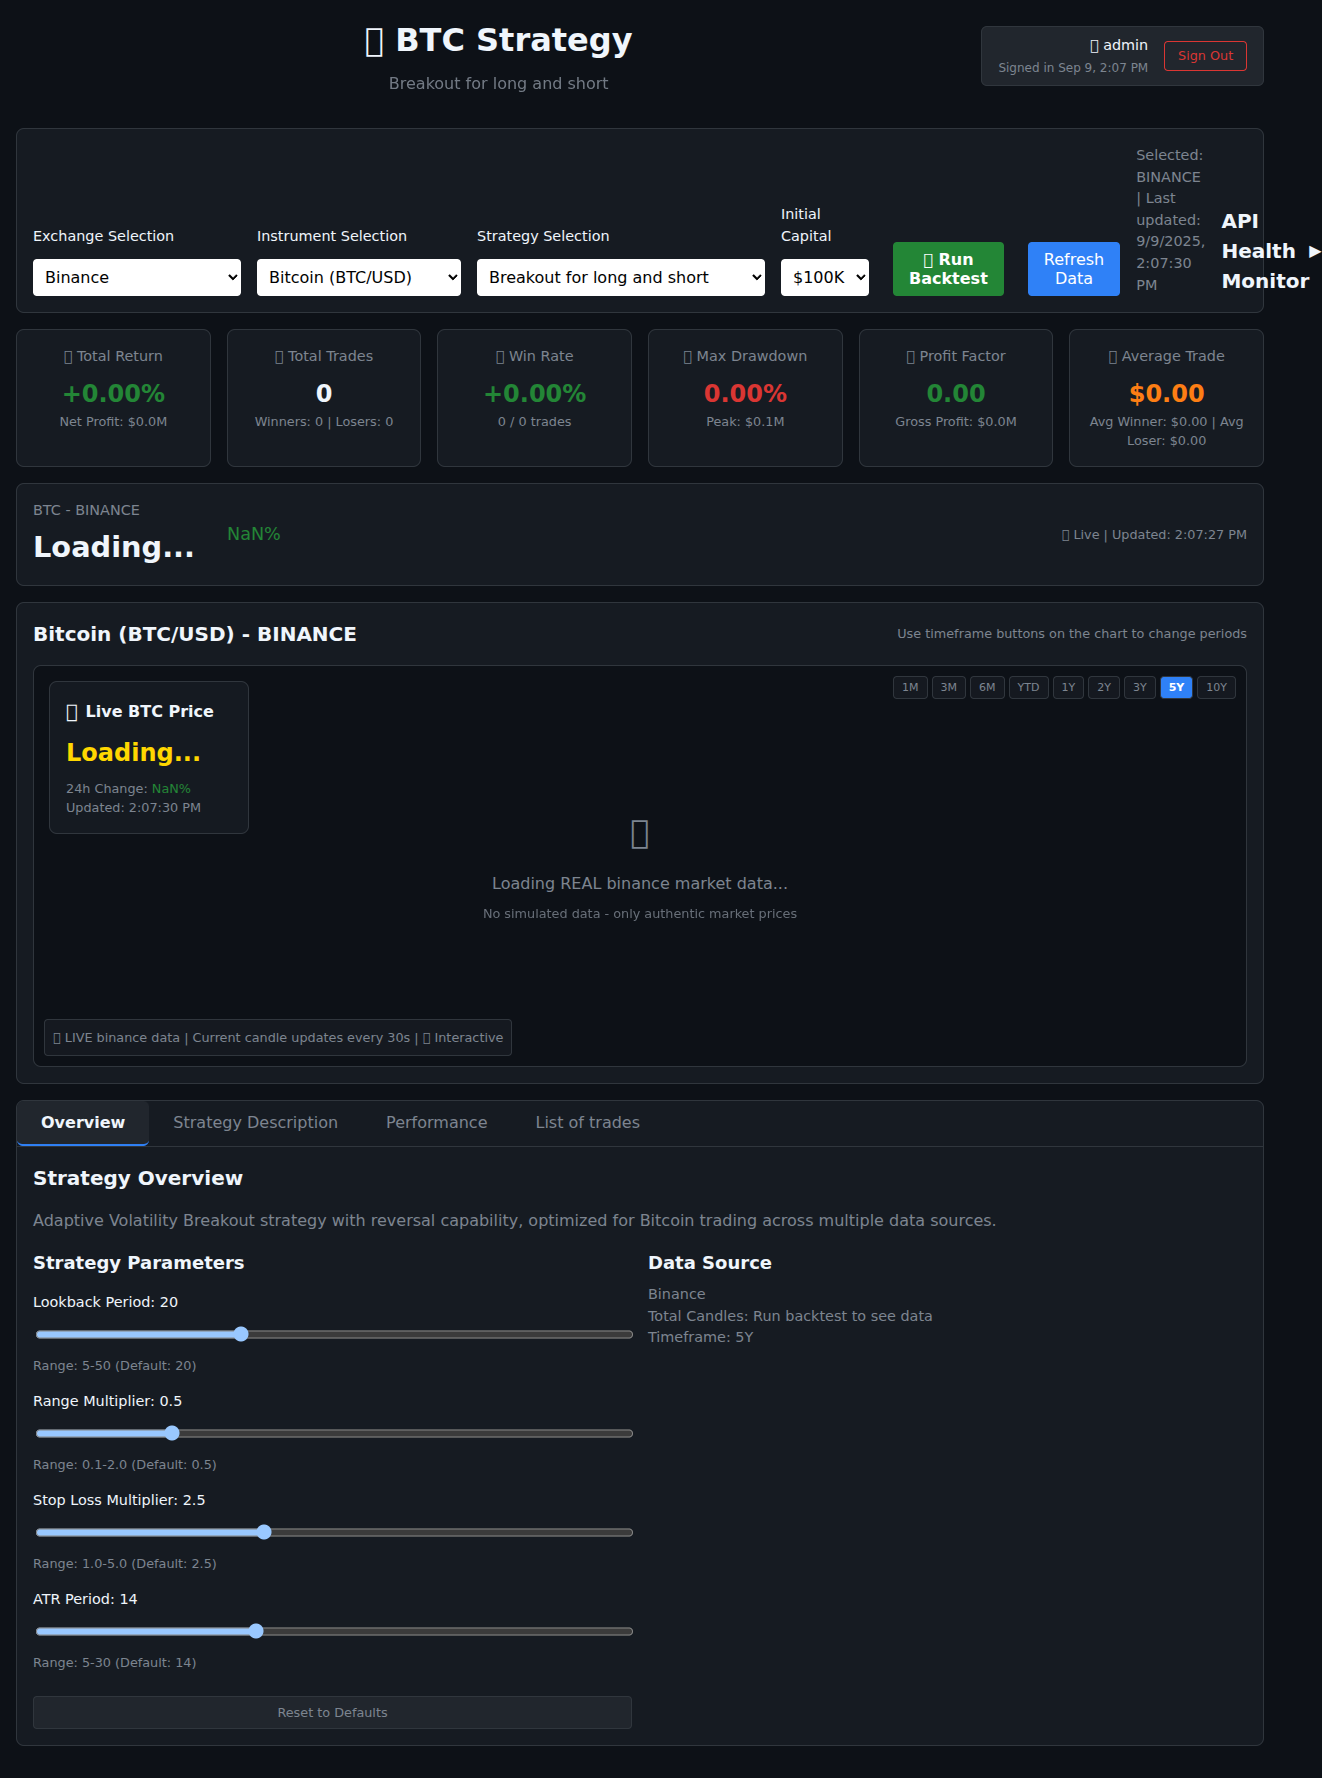 BTC Strategy
Breakout for long and short
admin
Signed in Sep 9, 2:07 PM
Sign Out
Exchange Selection
Binance
Instrument Selection
Bitcoin (BTC/USD)
Strategy Selection
Breakout for long and short
Initial
Capital
$100K
Run
Backtest
Refresh
Data
Selected:
BINANCE
| Last
updated:
9/9/2025,
2:07:30
PM
API
Health ▶
Monitor
Total Return
+0.00%
Net Profit: $0.0M
Total Trades
0
Winners: 0 | Losers: 0
Win Rate
+0.00%
0 / 0 trades
Max Drawdown
0.00%
Peak: $0.1M
Profit Factor
0.00
Gross Profit: $0.0M
Average Trade
$0.00
Avg Winner: $0.00 | Avg
Loser: $0.00
BTC - BINANCE
Loading...
NaN%
Live | Updated: 2:07:27 PM
Bitcoin (BTC/USD) - BINANCE
Use timeframe buttons on the chart to change periods
1M 3M 6M YTD 1Y 2Y 3Y 5Y 10Y
Live BTC Price
Loading...
24h Change: NaN%
Updated: 2:07:30 PM
Loading REAL binance market data...
No simulated data - only authentic market prices
LIVE binance data | Current candle updates every 30s | Interactive
Overview Strategy Description Performance List of trades
Strategy Overview
Adaptive Volatility Breakout strategy with reversal capability, optimized for Bitcoin trading across multiple data sources.
Strategy Parameters
Lookback Period: 20
Range: 5-50 (Default: 20)
Range Multiplier: 0.5
Range: 0.1-2.0 (Default: 0.5)
Stop Loss Multiplier: 2.5
Range: 1.0-5.0 (Default: 2.5)
ATR Period: 14
Range: 5-30 (Default: 14)
Reset to Defaults
Data Source
Binance
Total Candles: Run backtest to see data
Timeframe: 5Y